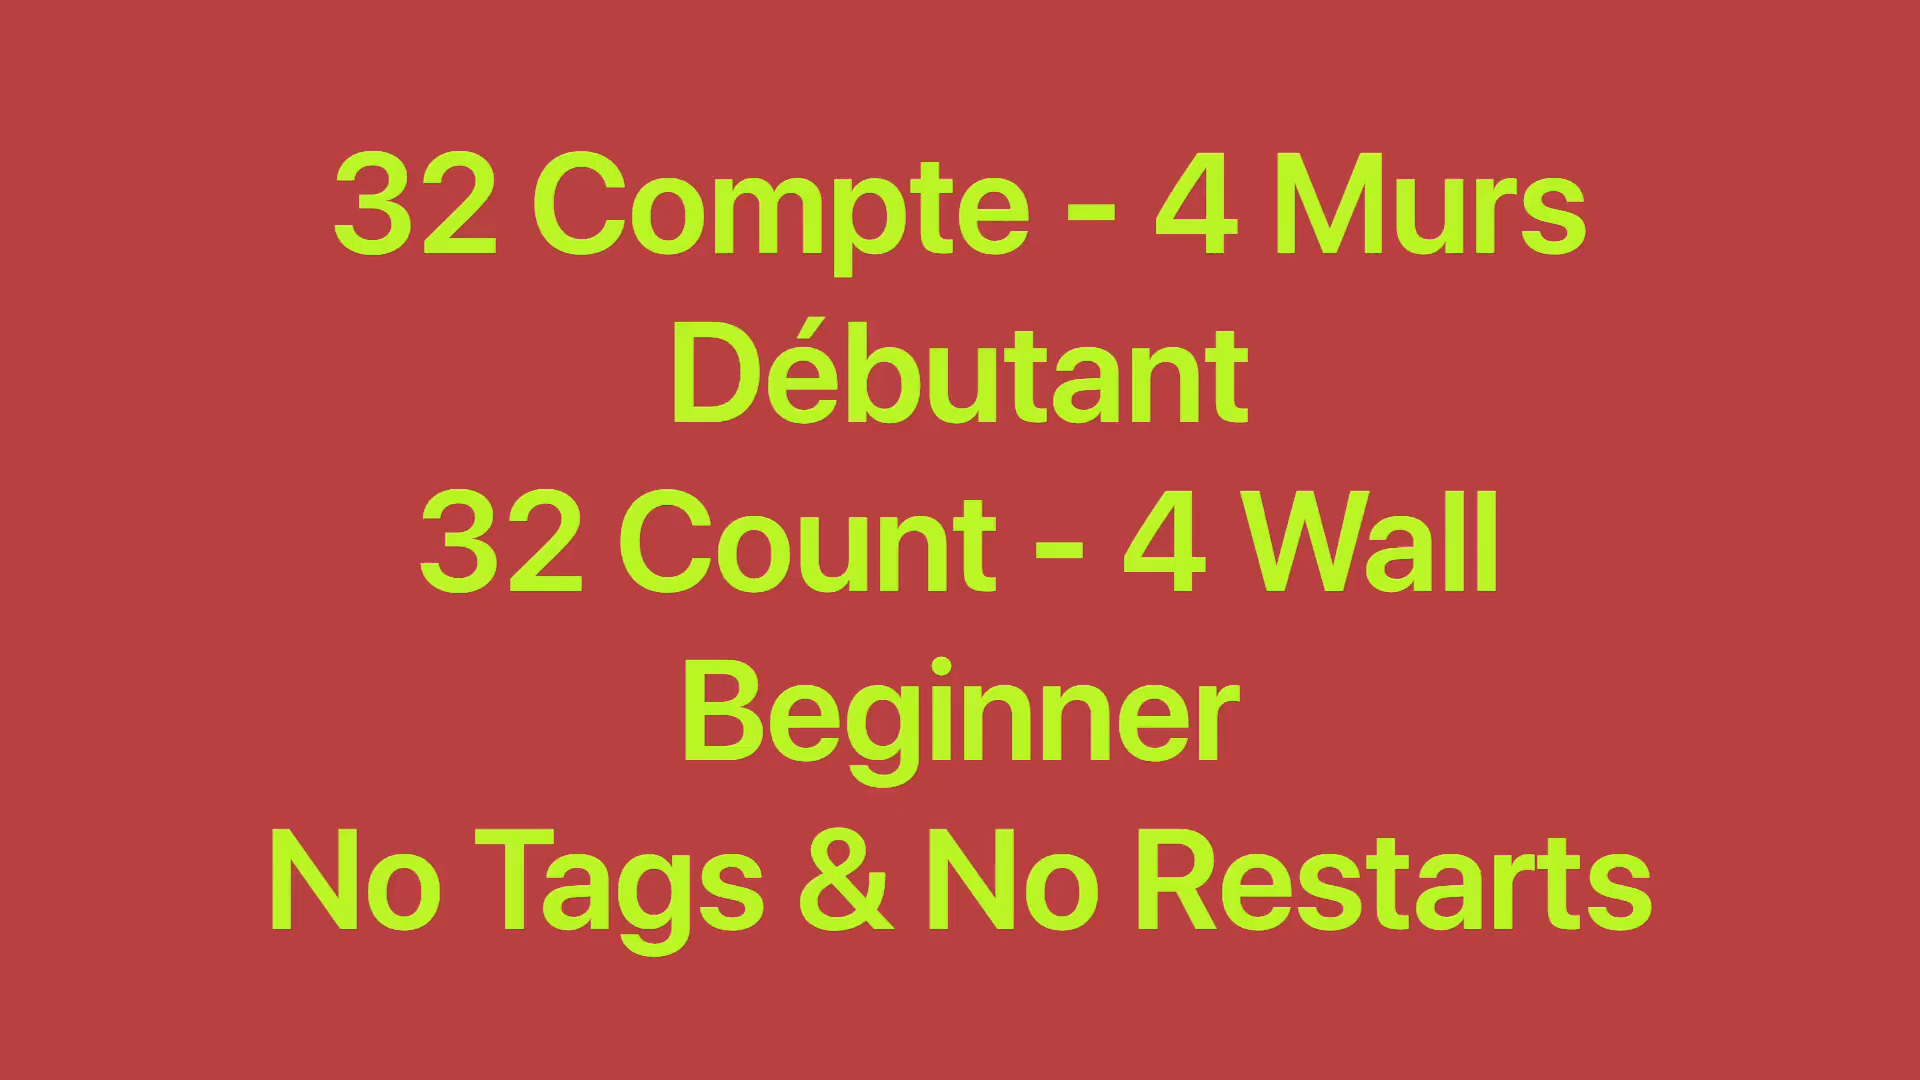 32 Compte - 4 Murs
Débutant
32 Count - 4 Wall
Beginner
No Tags & No Restarts